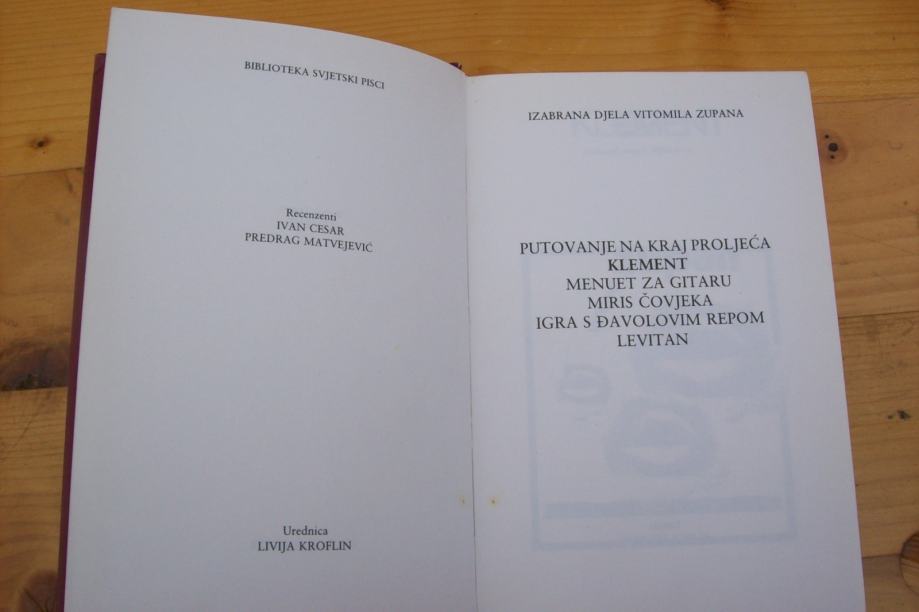 BIBLIOTEKA SVJETSKI PISCI
Recenzenti
IVAN CESAR
PREDRAG MATVEJEVIĆ
Urednica
LIVIJA KROFLIN
IZABRANA DJELA VITOMILA ZUPANA
PUTOVANJE NA KRAJ PROLJEĆA
KLEMENT
MENUET ZA GITARU
MIRIS ČOVJEKA
IGRA S ĐAVOLOVIM REPOM
LEVITAN